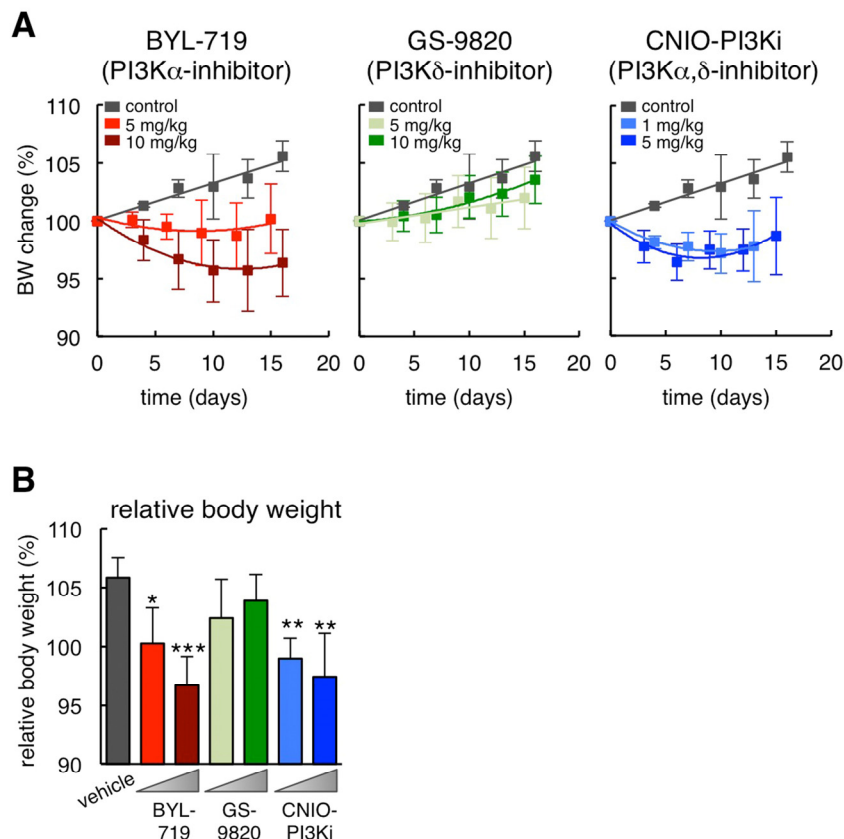 A
BYL-719
(PI3Kα-inhibitor)
GS-9820
(PI3Kδ-inhibitor)
CNIO-PI3Ki
(PI3Kα,δ-inhibitor)
BW change (%)
110
105
100
95
90
control
5 mg/kg
10 mg/kg
control
5 mg/kg
10 mg/kg
control
1 mg/kg
5 mg/kg
0 5 10 15 20
0 5 10 15 20
0 5 10 15 20
time (days)
time (days)
time (days)
B
relative body weight
relative body weight (%)
110
105
100
95
90
*
***
**
**
vehicle
BYL-
719
GS-
9820
CNIO-
PI3Ki